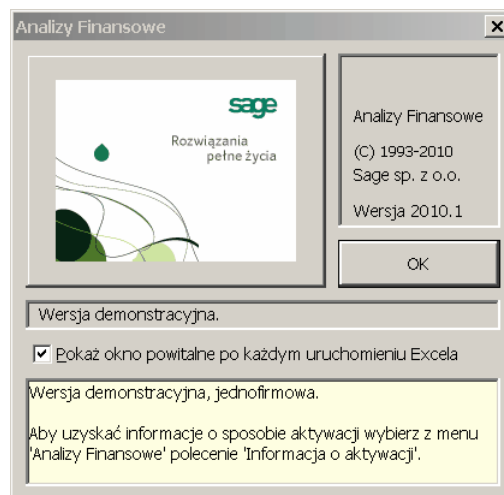 Analizy Finansowe
sage
Rozwiązania
pełne życia
Analizy Finansowe
(C) 1993-2010
Sage sp. z o.o.
Wersja 2010.1
OK
Wersja demonstracyjna.
Pokaż okno powitalne po każdym uruchomieniu Excela
Wersja demonstracyjna, jednofirmowa.
Aby uzyskać informacje o sposobie aktywacji wybierz z menu
'Analizy Finansowe' polecenie 'Informacja o aktywacji'.